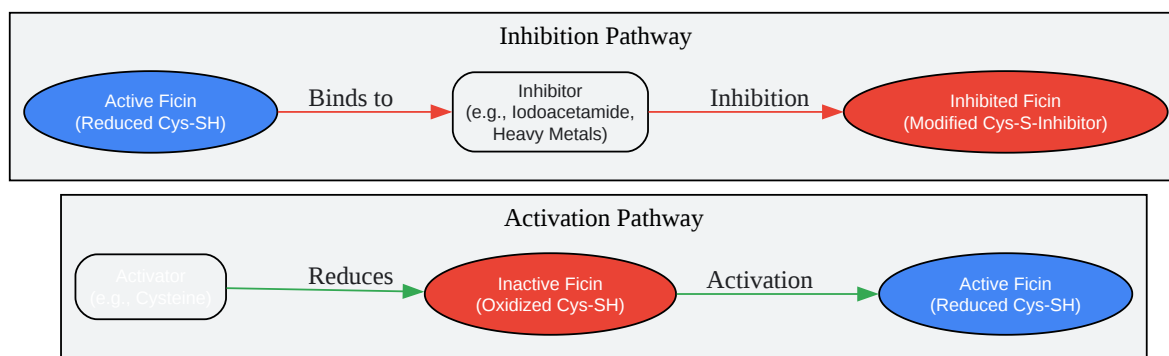 Inhibition Pathway
Active Ficin
(Reduced Cys-SH)
Binds to
Inhibitor
(e.g., Iodoacetamide,
Heavy Metals)
Inhibition
Inhibited Ficin
(Modified Cys-S-Inhibitor)
Activation Pathway
Activator
(e.g., Cysteine)
Reduces
Inactive Ficin
(Oxidized Cys-SH)
Activation
Active Ficin
(Reduced Cys-SH)